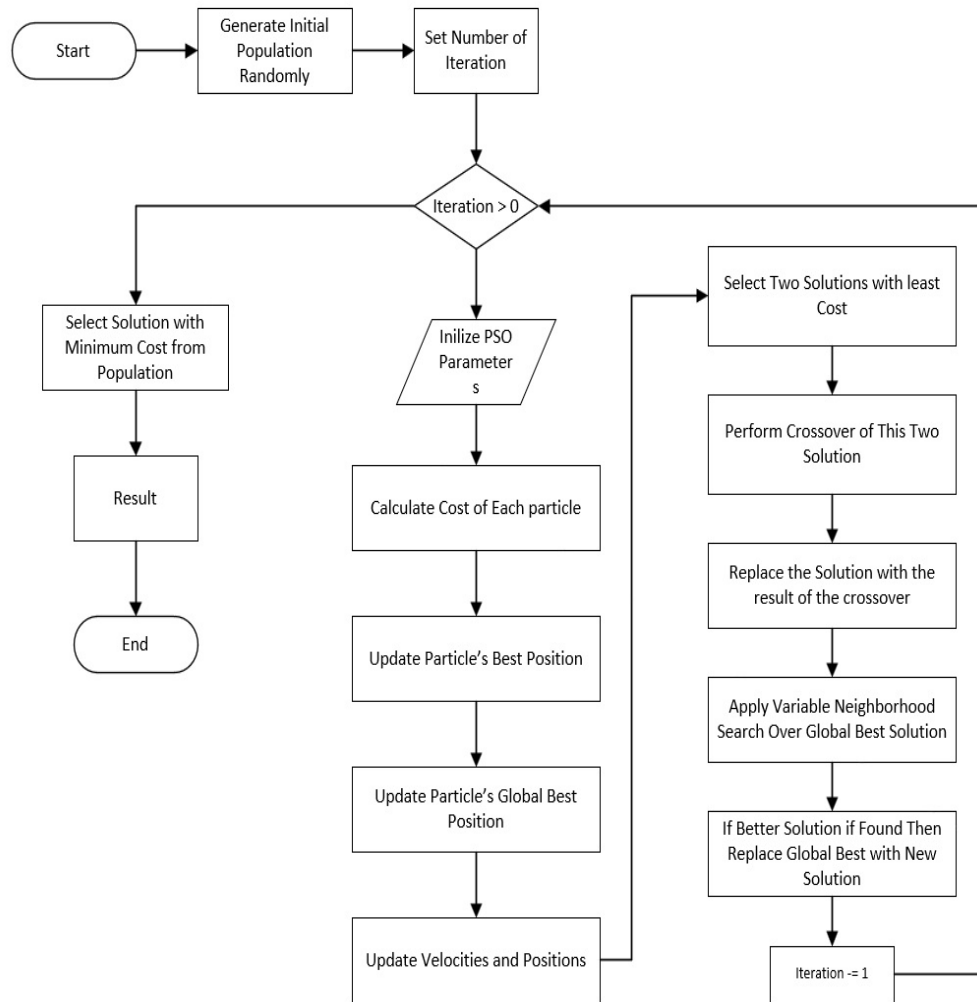 Start
Generate Initial
Population
Randomly
Set Number of
Iteration
Iteration > 0
Select Solution with
Minimum Cost from
Population
Result
End
Inilize PSO
Parameter
s
Calculate Cost of Each particle
Update Particle's Best Position
Update Particle's Global Best
Position
Update Velocities and Positions
Select Two Solutions with least
Cost
Perform Crossover of This Two
Solution
Replace the Solution with the
result of the crossover
Apply Variable Neighborhood
Search Over Global Best Solution
If Better Solution if Found Then
Replace Global Best with New
Solution
Iteration -= 1